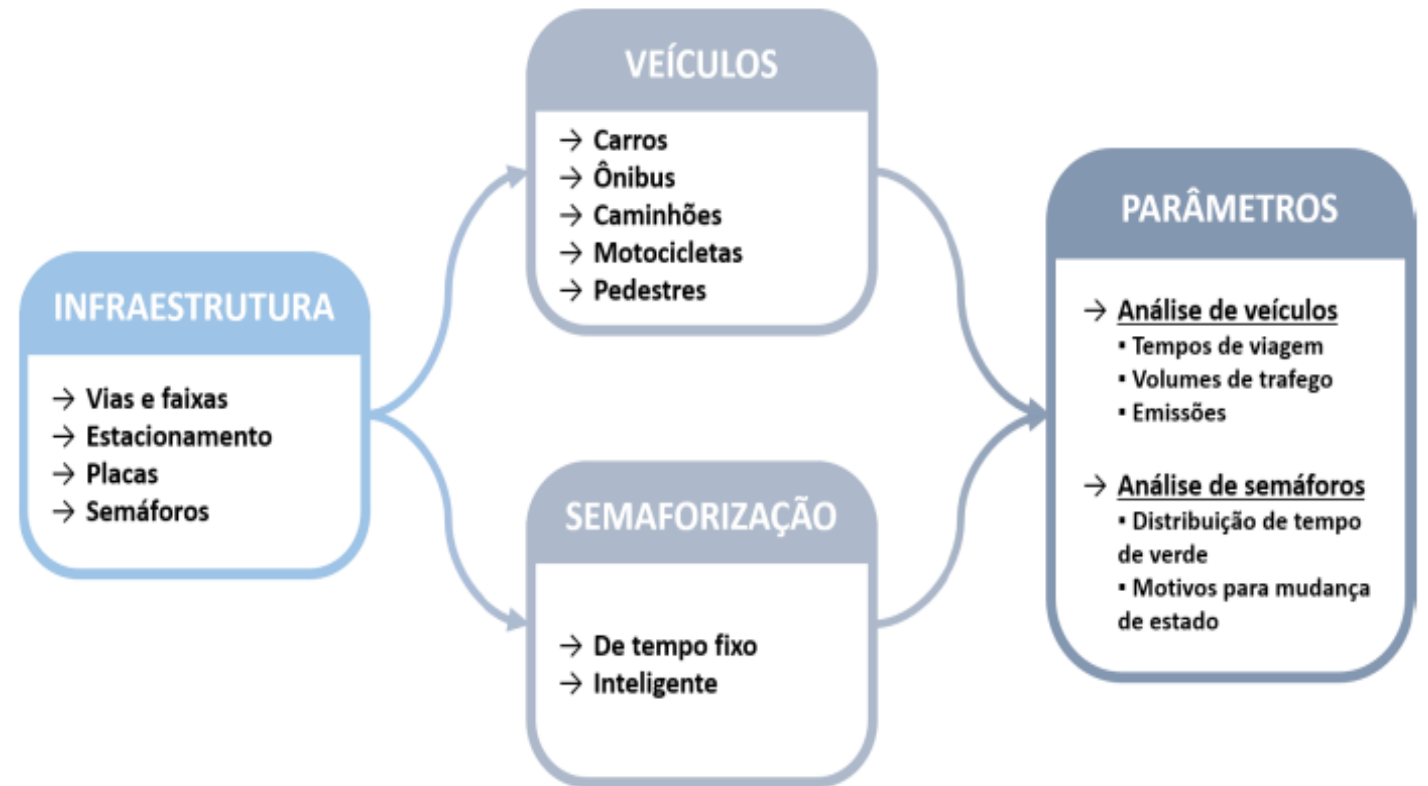 INFRAESTRUTURA
→ Vias e faixas
→ Estacionamento
→ Placas
→ Semáforos
VEÍCULOS
→ Carros
→ Ônibus
→ Caminhões
→ Motocicletas
→ Pedestres
SEMAFORIZAÇÃO
→ De tempo fixo
→ Inteligente
PARÂMETROS
→ Análise de veículos
▪ Tempos de viagem
▪ Volumes de trafego
▪ Emissões
→ Análise de semáforos
▪ Distribuição de tempo
de verde
▪ Motivos para mudança
de estado